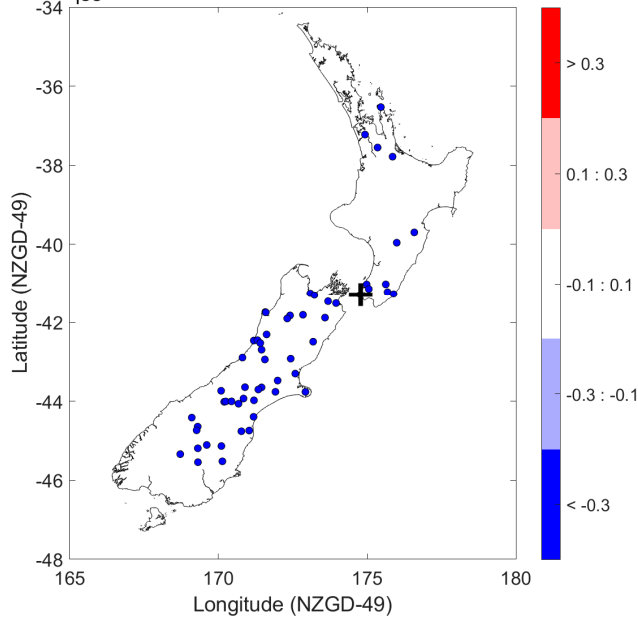 -34
-36
-38
-40
-42
-44
-46
-48
165
170
175
180
Latitude (NZGD-49)
Longitude (NZGD-49)
> 0.3
0.1 : 0.3
-0.1 : 0.1
-0.3 : -0.1
< -0.3